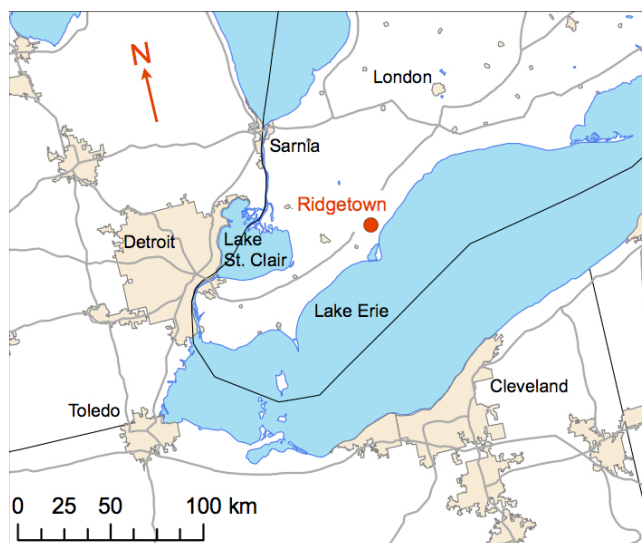 N
London
Sarnia
Ridgetown
Detroit
Lake
St. Clair
Lake Erie
Cleveland
Toledo
0 25 50 100 km